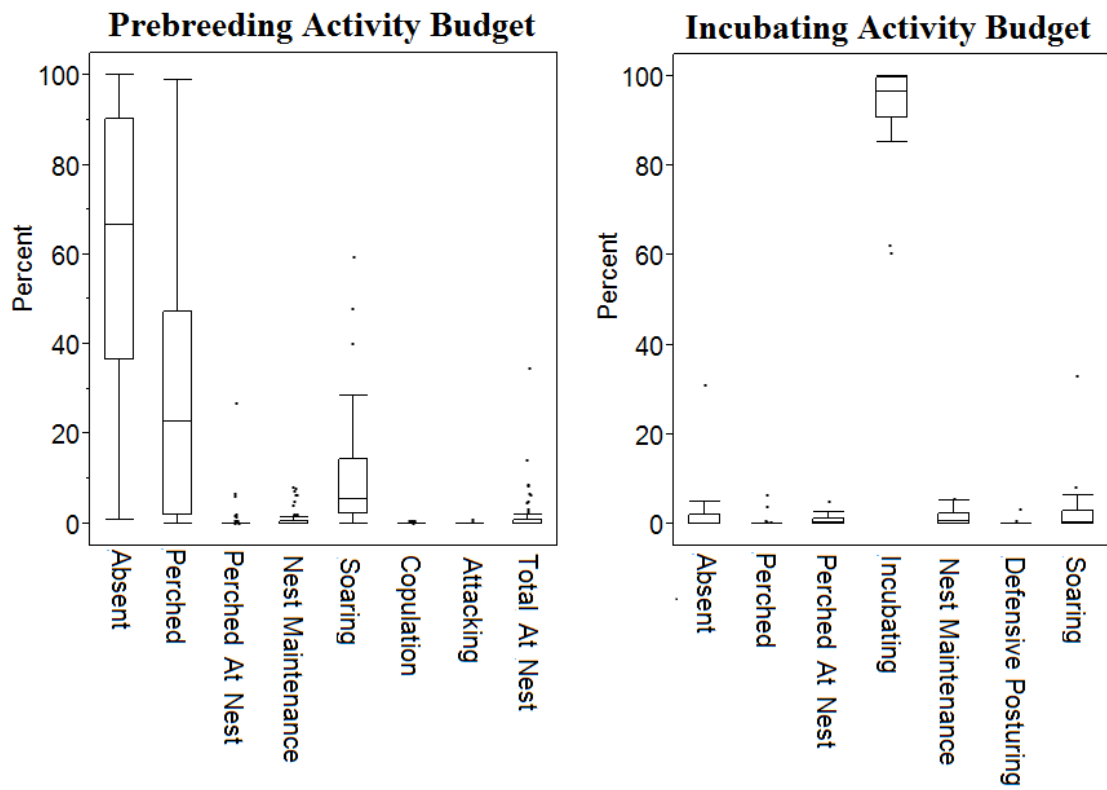 Prebreeding Activity Budget
Percent
100
80
60
40
20
0
Absent
Perched
Perched At Nest
Nest Maintenance
Soaring
Copulation
Attacking
Total At Nest
Incubating Activity Budget
Percent
100
80
60
40
20
0
Absent
Perched
Perched At Nest
Incubating
Nest Maintenance
Defensive Posturing
Soaring